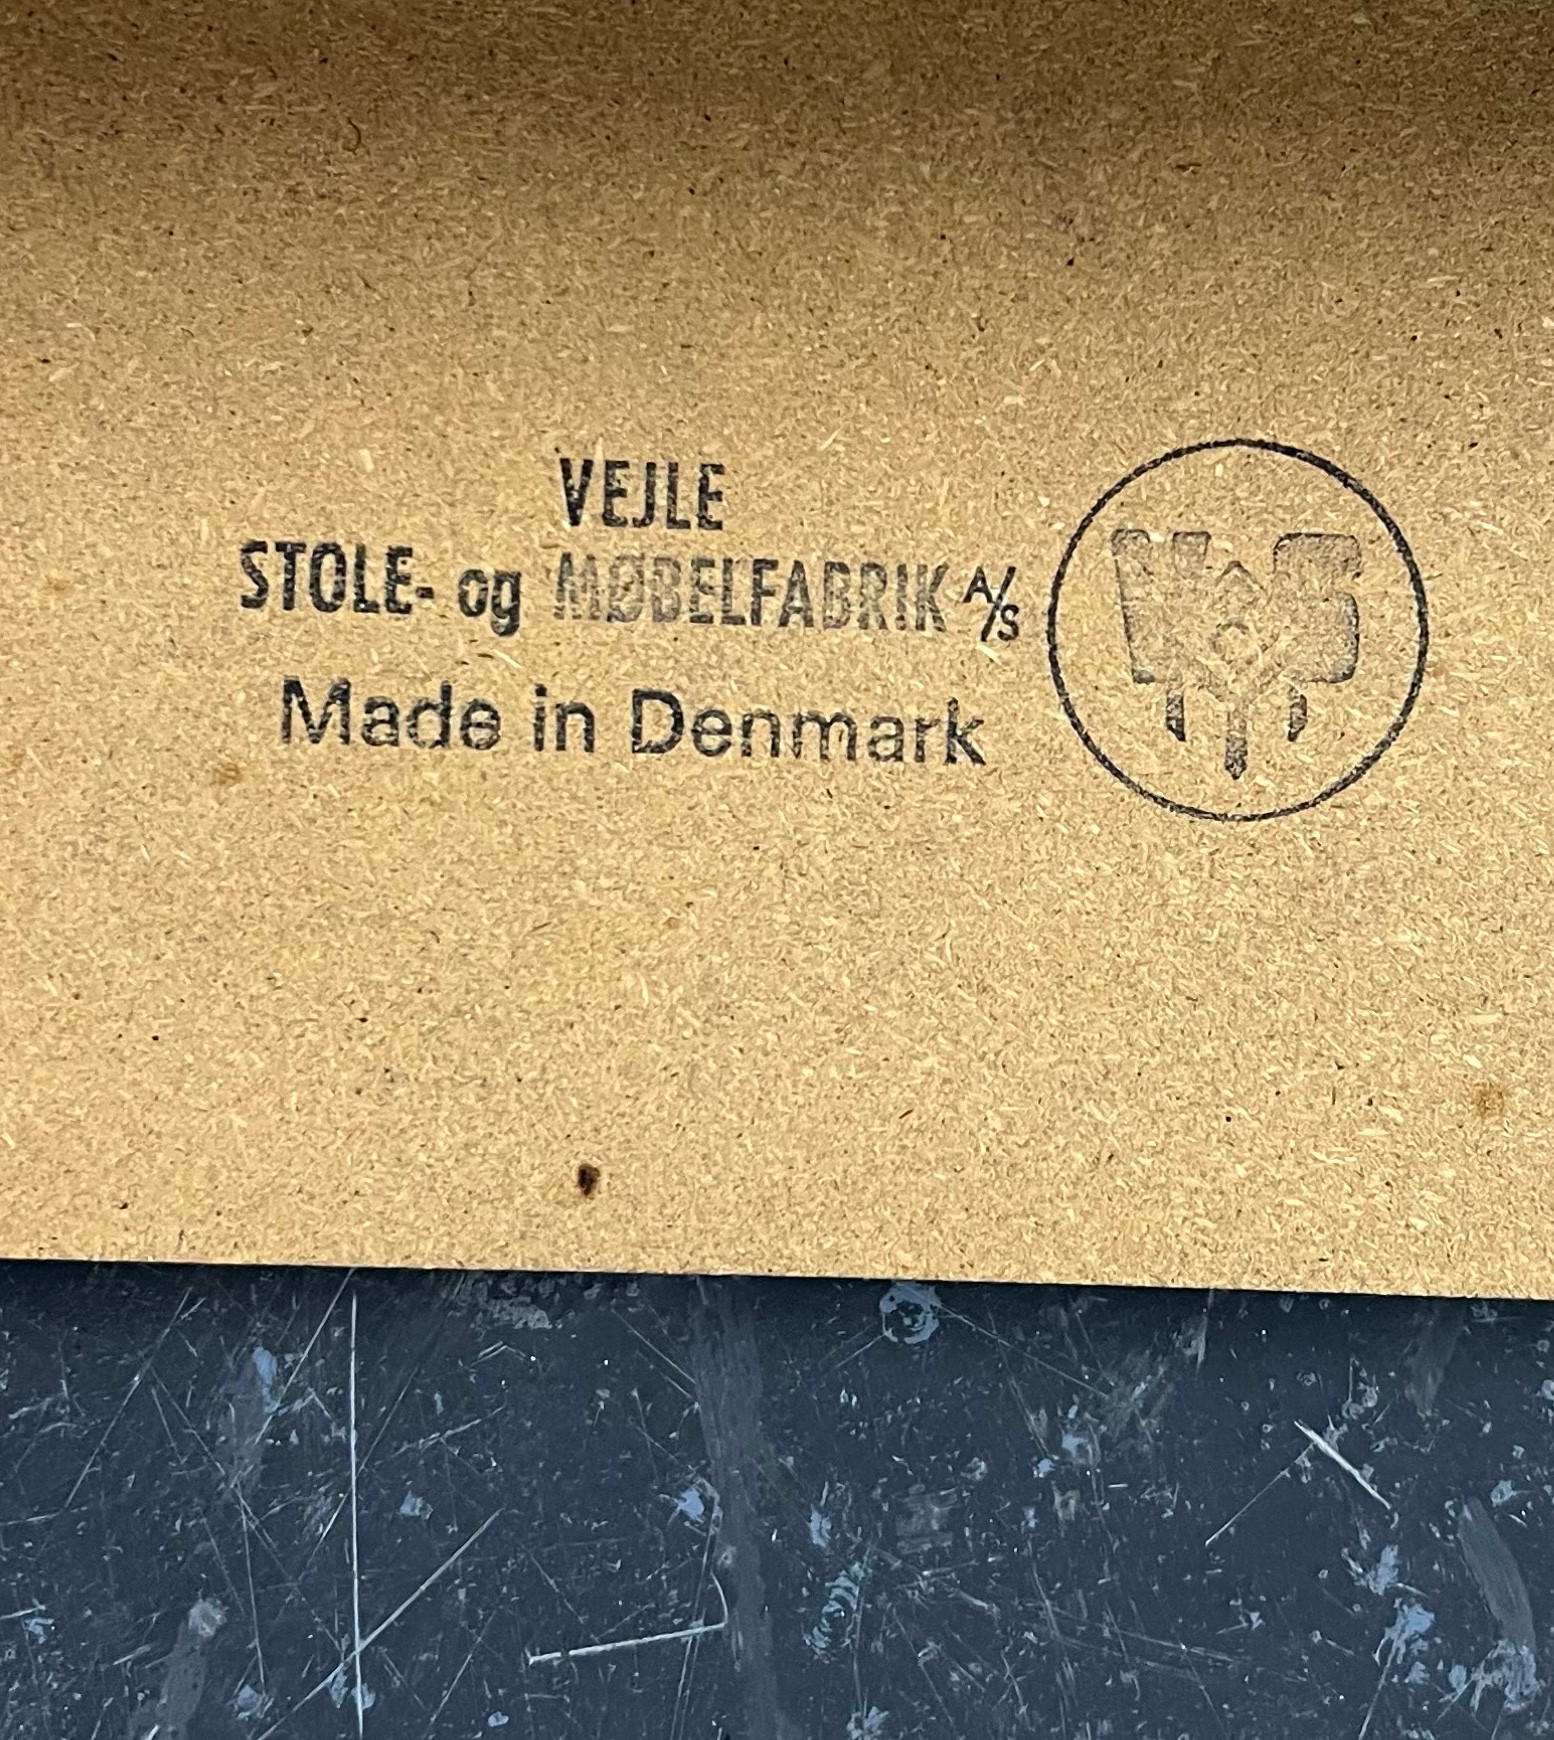 VEJLE
STOLE- og MØBELFABRIK A/S
Made in Denmark